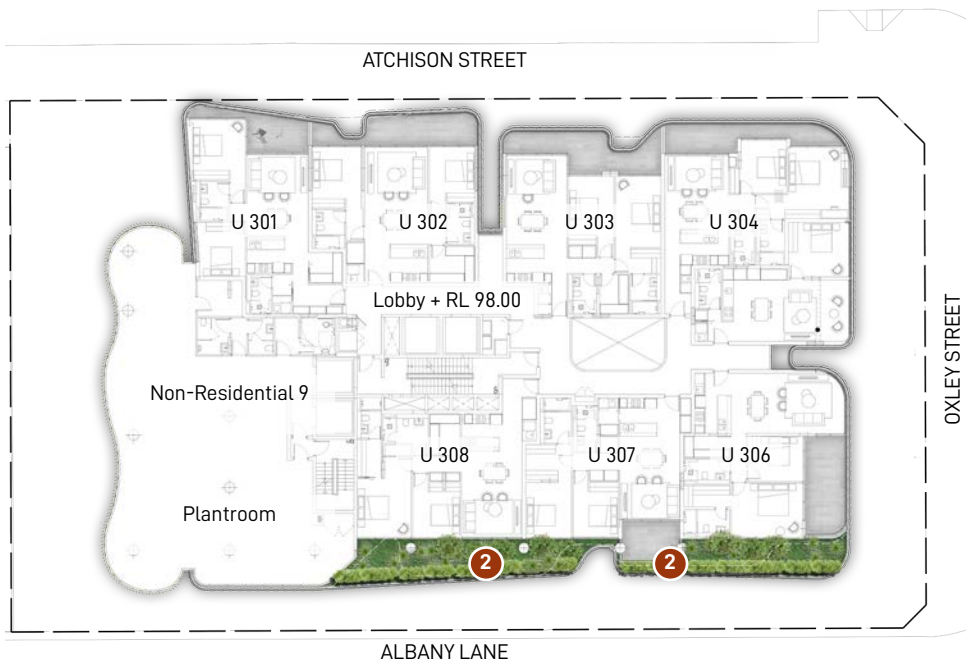 ATCHISON STREET
U 301
U 302
U 303
U 304
Lobby + RL 98.00
OXLEY STREET
Non-Residential 9
U 308
U 307
U 306
Plantroom
2
2
ALBANY LANE